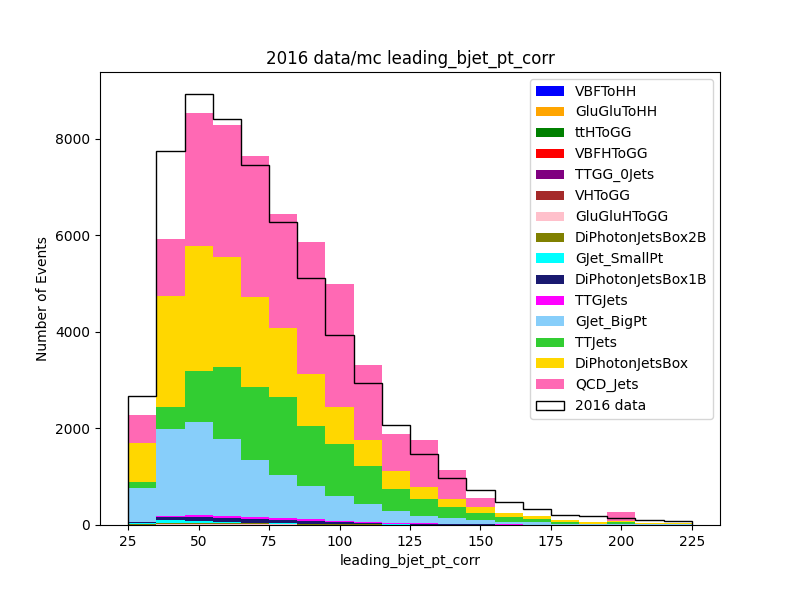 2016 data/mc leading_bjet_pt_corr
Number of Events
8000
6000
4000
2000
0
25
50
75
100
125
150
175
200
225
leading_bjet_pt_corr
VBFToHH
GluGluToHH
ttHToGG
VBFHToGG
TTGG_0Jets
VHToGG
GluGluHToGG
DiPhotonJetsBox2B
GJet_SmallPt
DiPhotonJetsBox1B
TTGJets
GJet_BigPt
TTJets
DiPhotonJetsBox
QCD_Jets
2016 data